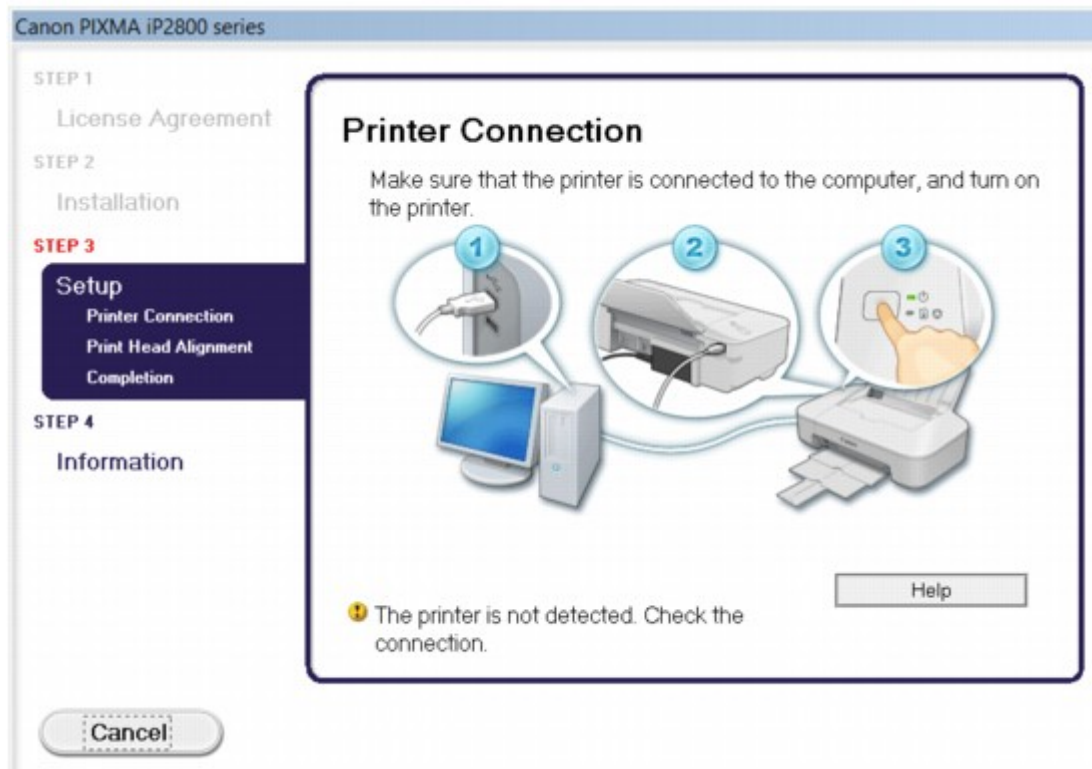 Canon PIXMA iP2800 series
STEP 1
License Agreement
STEP 2
Installation
STEP 3
Setup
Printer Connection
Print Head Alignment
Completion
STEP 4
Information
Printer Connection
Make sure that the printer is connected to the computer, and turn on
the printer.
1
2
3
Help
The printer is not detected. Check the
connection.
Cancel